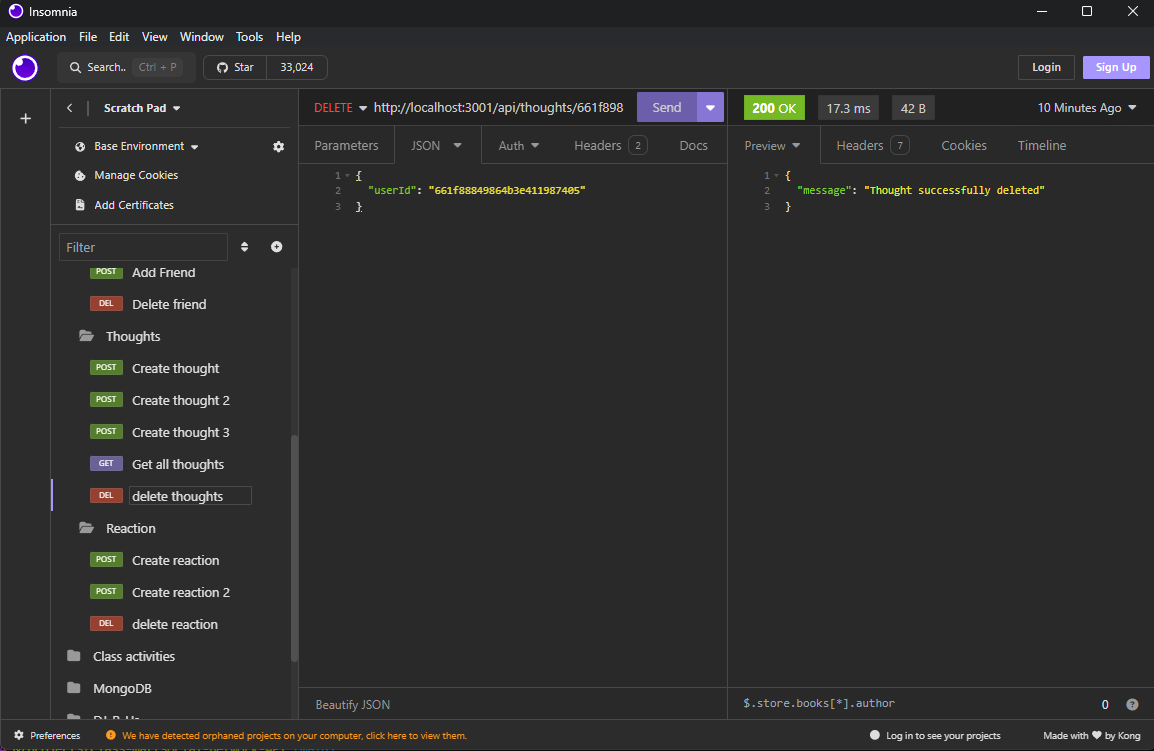 Insomnia
Application File Edit View Window Tools Help
Search.. Ctrl + P Star 33,024 Login Sign Up
Scratch Pad
Base Environment
Manage Cookies
Add Certificates
Filter
POST Add Friend
DEL Delete friend
Thoughts
POST Create thought
POST Create thought 2
POST Create thought 3
GET Get all thoughts
DEL delete thoughts
Reaction
POST Create reaction
POST Create reaction 2
DEL delete reaction
Class activities
MongoDB
DELETE http://localhost:3001/api/thoughts/661f898 Send
Parameters JSON Auth Headers 2 Docs
1 {
2 "userId": "661f88849864b3e411987405"
3 }
Beautify JSON
200 OK 17.3 ms 42 B 10 Minutes Ago
Preview Headers 7 Cookies Timeline
1 {
2 "message": "Thought successfully deleted"
3 }
$.store.books[*].author 0 ?
Preferences We have detected orphaned projects on your computer, click here to view them. Log in to see your projects Made with ♥ by Kong